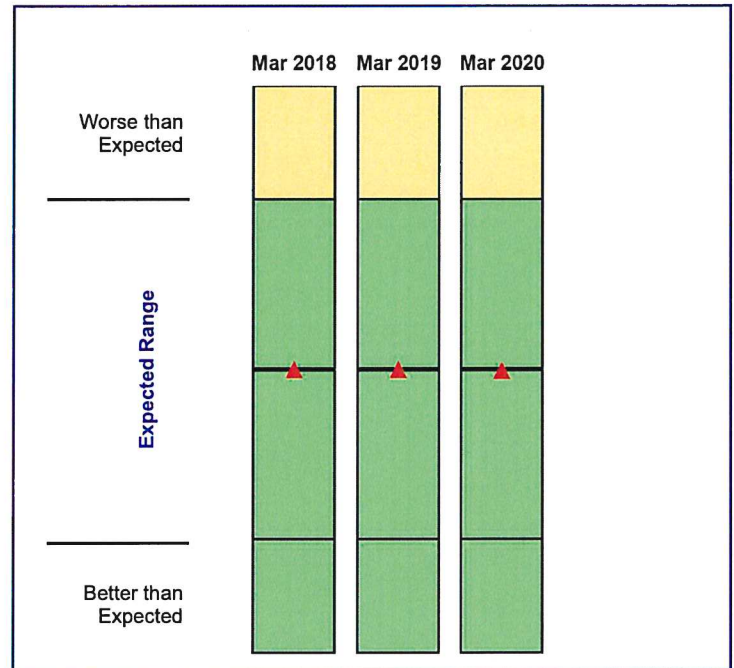 Mar 2018 Mar 2019 Mar 2020
Worse than
Expected
Expected Range
Better than
Expected